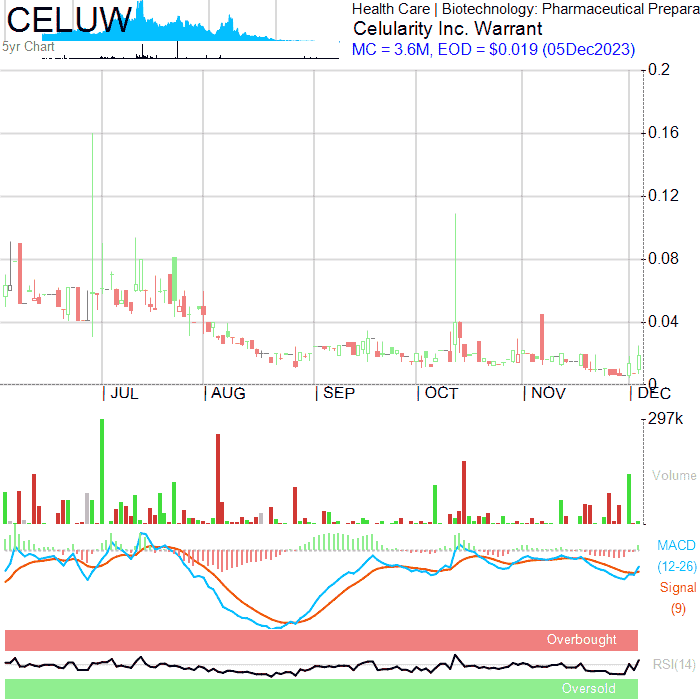 CELUW
Health Care | Biotechnology: Pharmaceutical Prepara
Celularity Inc. Warrant
5yr Chart
MC = 3.6M, EOD = $0.019 (05Dec2023)
0.2
0.16
0.12
0.08
0.04
0
JUL AUG SEP OCT NOV DEC
297k
Volume
MACD
(12-26)
Signal
(9)
Overbought
RSI(14)
Oversold